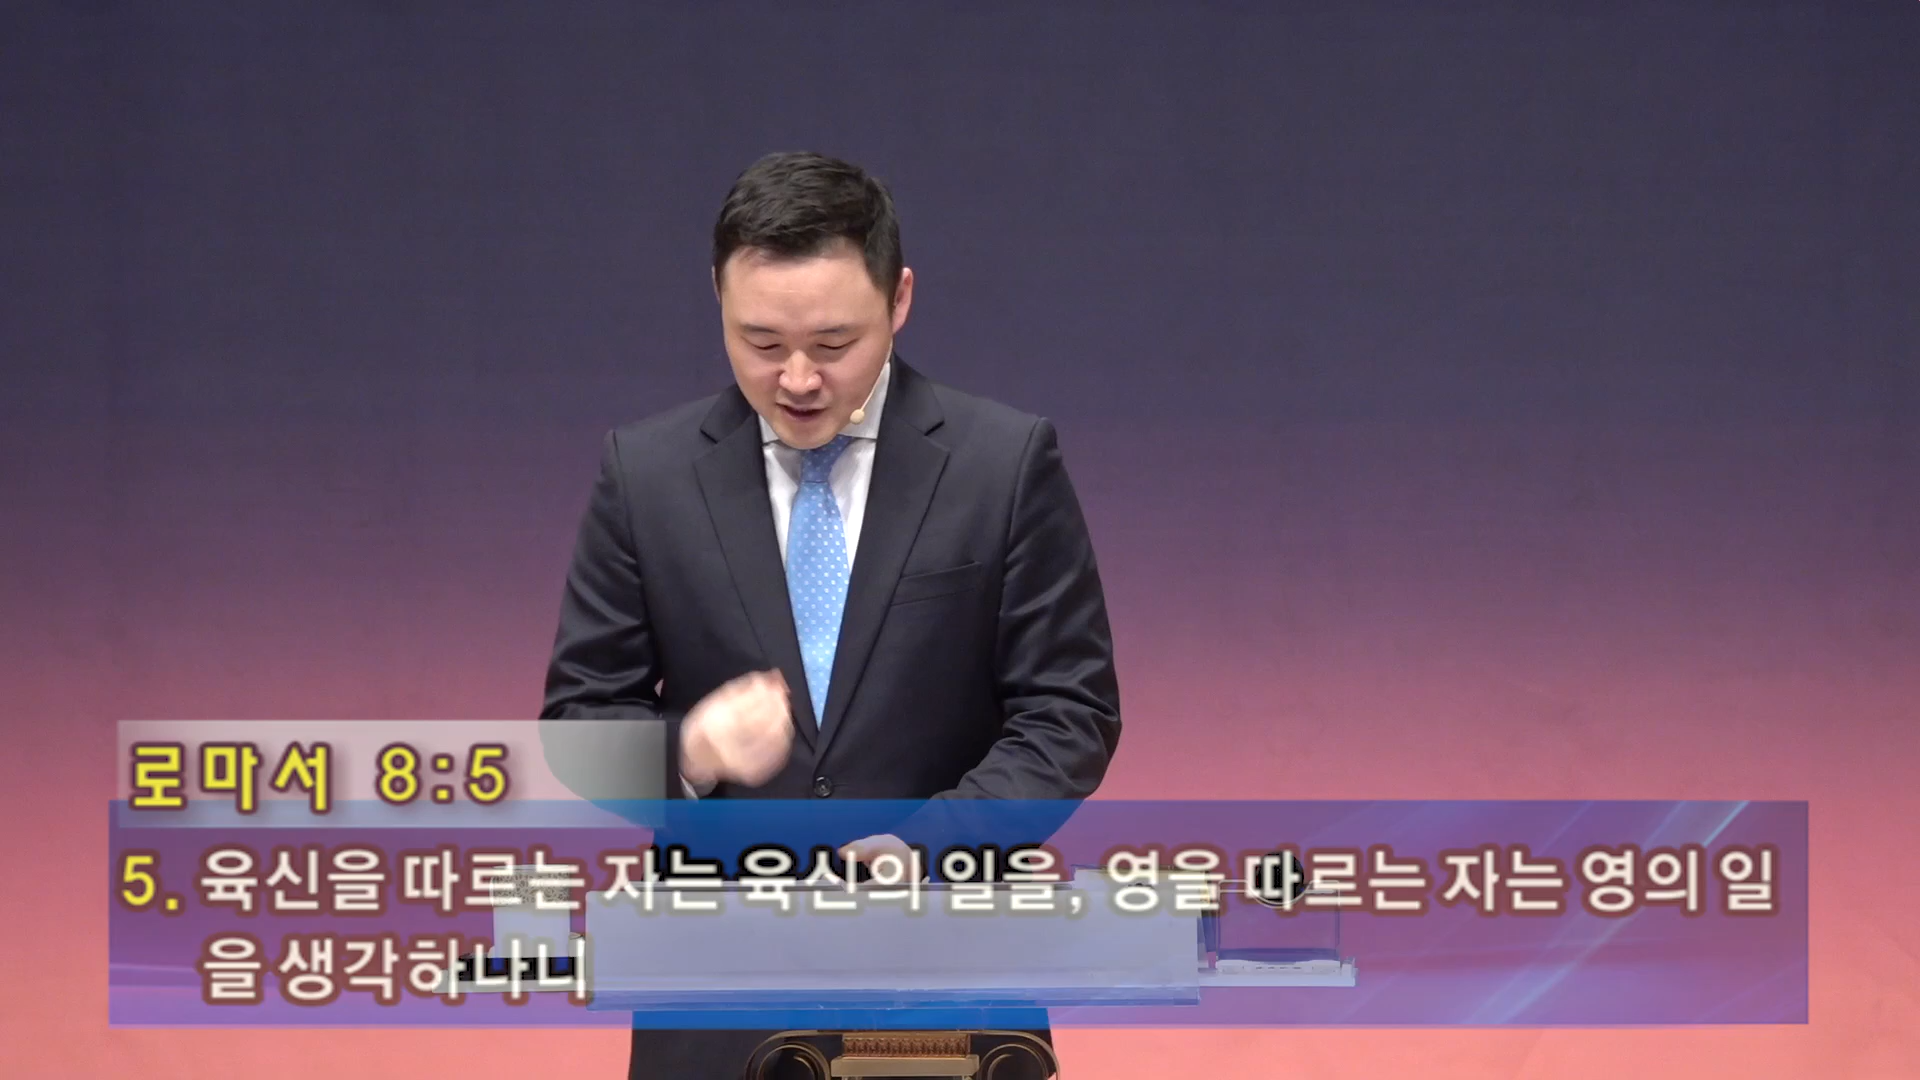 로마서 8:5
5. 육신을 따르는 자는 육신의 일을, 영을 따르는 자는 영의 일
을 생각하나니